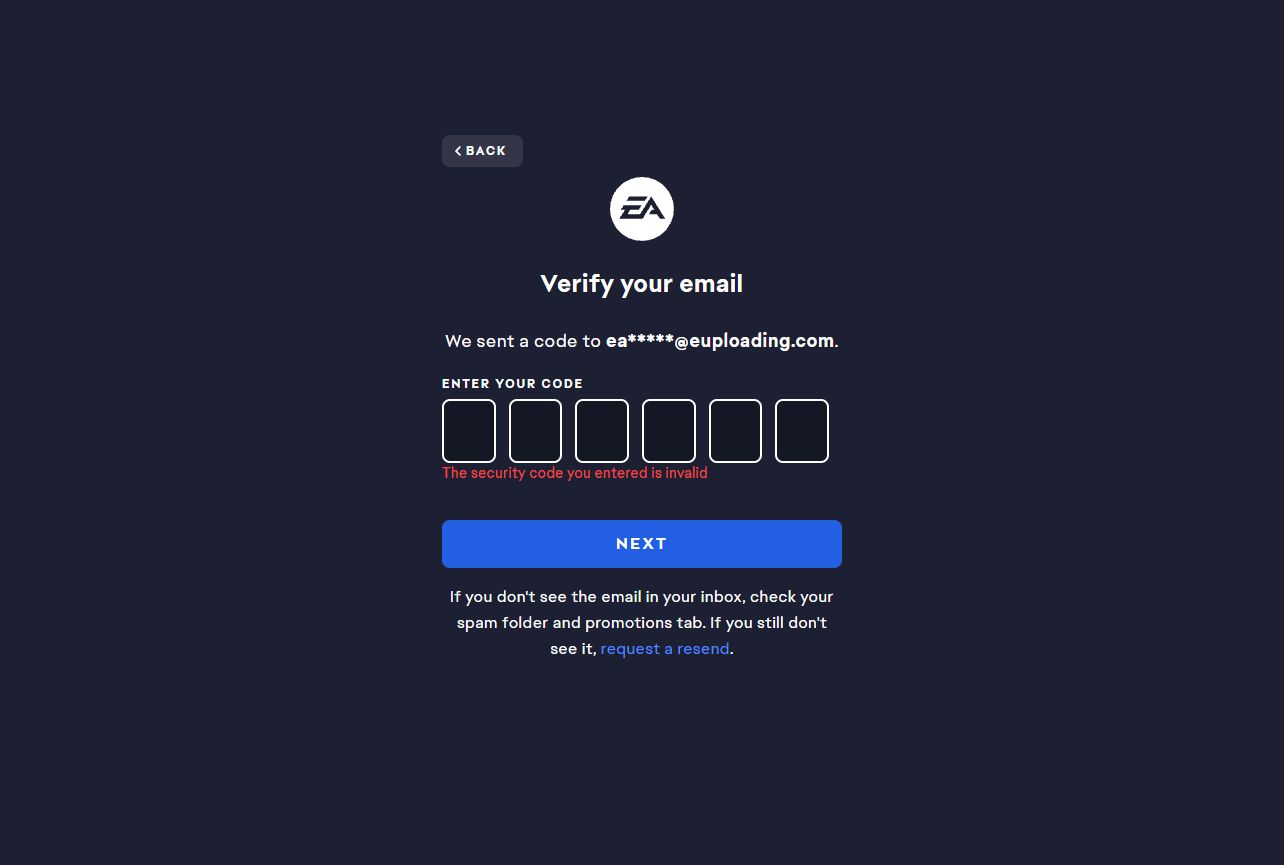 BACK
EA
Verify your email
We sent a code to ea*****@euploading.com.
ENTER YOUR CODE
The security code you entered is invalid
NEXT
If you don't see the email in your inbox, check your
spam folder and promotions tab. If you still don't
see it, request a resend.